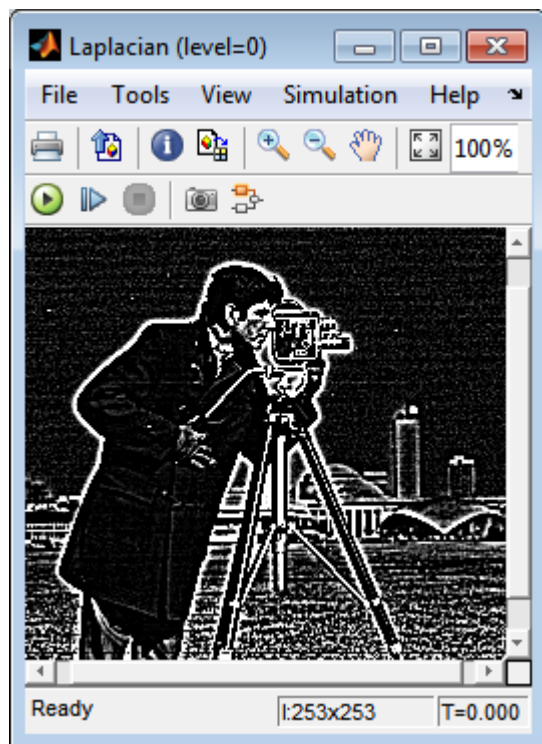 Laplacian (level=0)
File Tools View Simulation Help
100%
Ready I:253x253 T=0.000